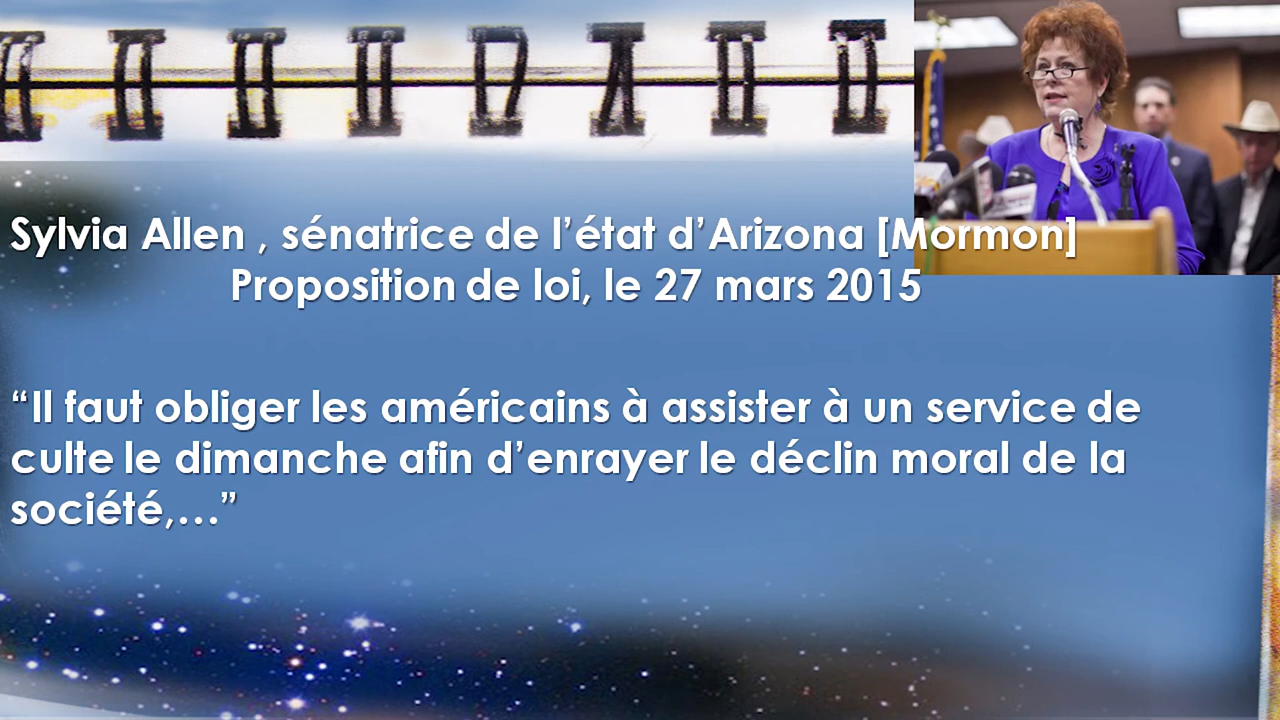 Sylvia Allen , sénatrice de l’état d’Arizona [Mormon]
Proposition de loi, le 27 mars 2015
“Il faut obliger les américains à assister à un service de
culte le dimanche afin d’enrayer le déclin moral de la
société,…”